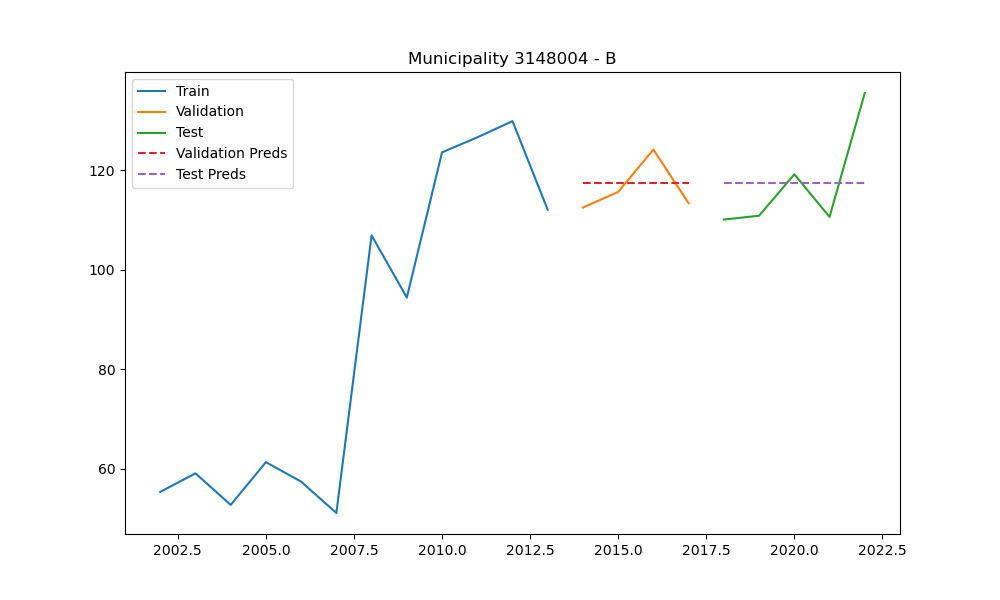 Municipality 3148004 - B
Train
Validation
Test
Validation Preds
Test Preds
120
100
80
60
2002.5 2005.0 2007.5 2010.0 2012.5 2015.0 2017.5 2020.0 2022.5